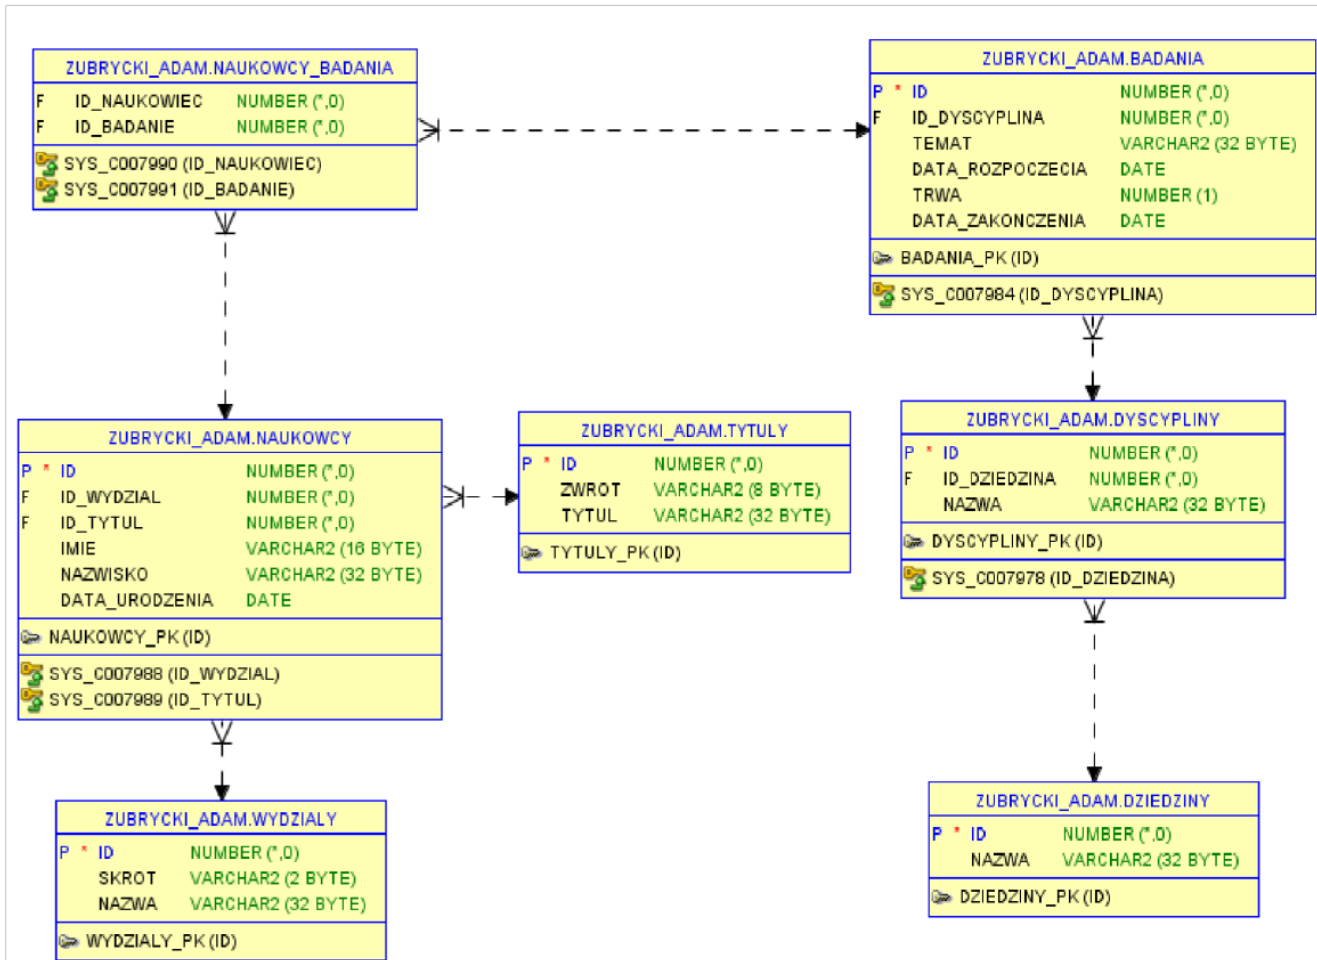 ZUBRYCKI_ADAM.NAUKOWCY_BADANIA
F ID_NAUKOWIEC NUMBER (*,0)
F ID_BADANIE NUMBER (*,0)
SYS_C007990 (ID_NAUKOWIEC)
SYS_C007991 (ID_BADANIE)
ZUBRYCKI_ADAM.BADANIA
P * ID NUMBER (*,0)
F ID_DYSCYPLINA NUMBER (*,0)
TEMAT VARCHAR2 (32 BYTE)
DATA_ROZPOCZECIA DATE
TRWA NUMBER (1)
DATA_ZAKONCZENIA DATE
BADANIA_PK (ID)
SYS_C007984 (ID_DYSCYPLINA)
ZUBRYCKI_ADAM.NAUKOWCY
P * ID NUMBER (*,0)
F ID_WYDZIAL NUMBER (*,0)
F ID_TYTUL NUMBER (*,0)
IMIE VARCHAR2 (16 BYTE)
NAZWISKO VARCHAR2 (32 BYTE)
DATA_URODZENIA DATE
NAUKOWCY_PK (ID)
SYS_C007988 (ID_WYDZIAL)
SYS_C007989 (ID_TYTUL)
ZUBRYCKI_ADAM.TYTULY
P * ID NUMBER (*,0)
ZWROT VARCHAR2 (8 BYTE)
TYTUL VARCHAR2 (32 BYTE)
TYTULY_PK (ID)
ZUBRYCKI_ADAM.DYSCYPLINY
P * ID NUMBER (*,0)
F ID_DZIEDZINA NUMBER (*,0)
NAZWA VARCHAR2 (32 BYTE)
DYSCYPLINY_PK (ID)
SYS_C007978 (ID_DZIEDZINA)
ZUBRYCKI_ADAM.WYDZIALY
P * ID NUMBER (*,0)
SKROT VARCHAR2 (2 BYTE)
NAZWA VARCHAR2 (32 BYTE)
WYDZIALY_PK (ID)
ZUBRYCKI_ADAM.DZIEDZINY
P * ID NUMBER (*,0)
NAZWA VARCHAR2 (32 BYTE)
DZIEDZINY_PK (ID)